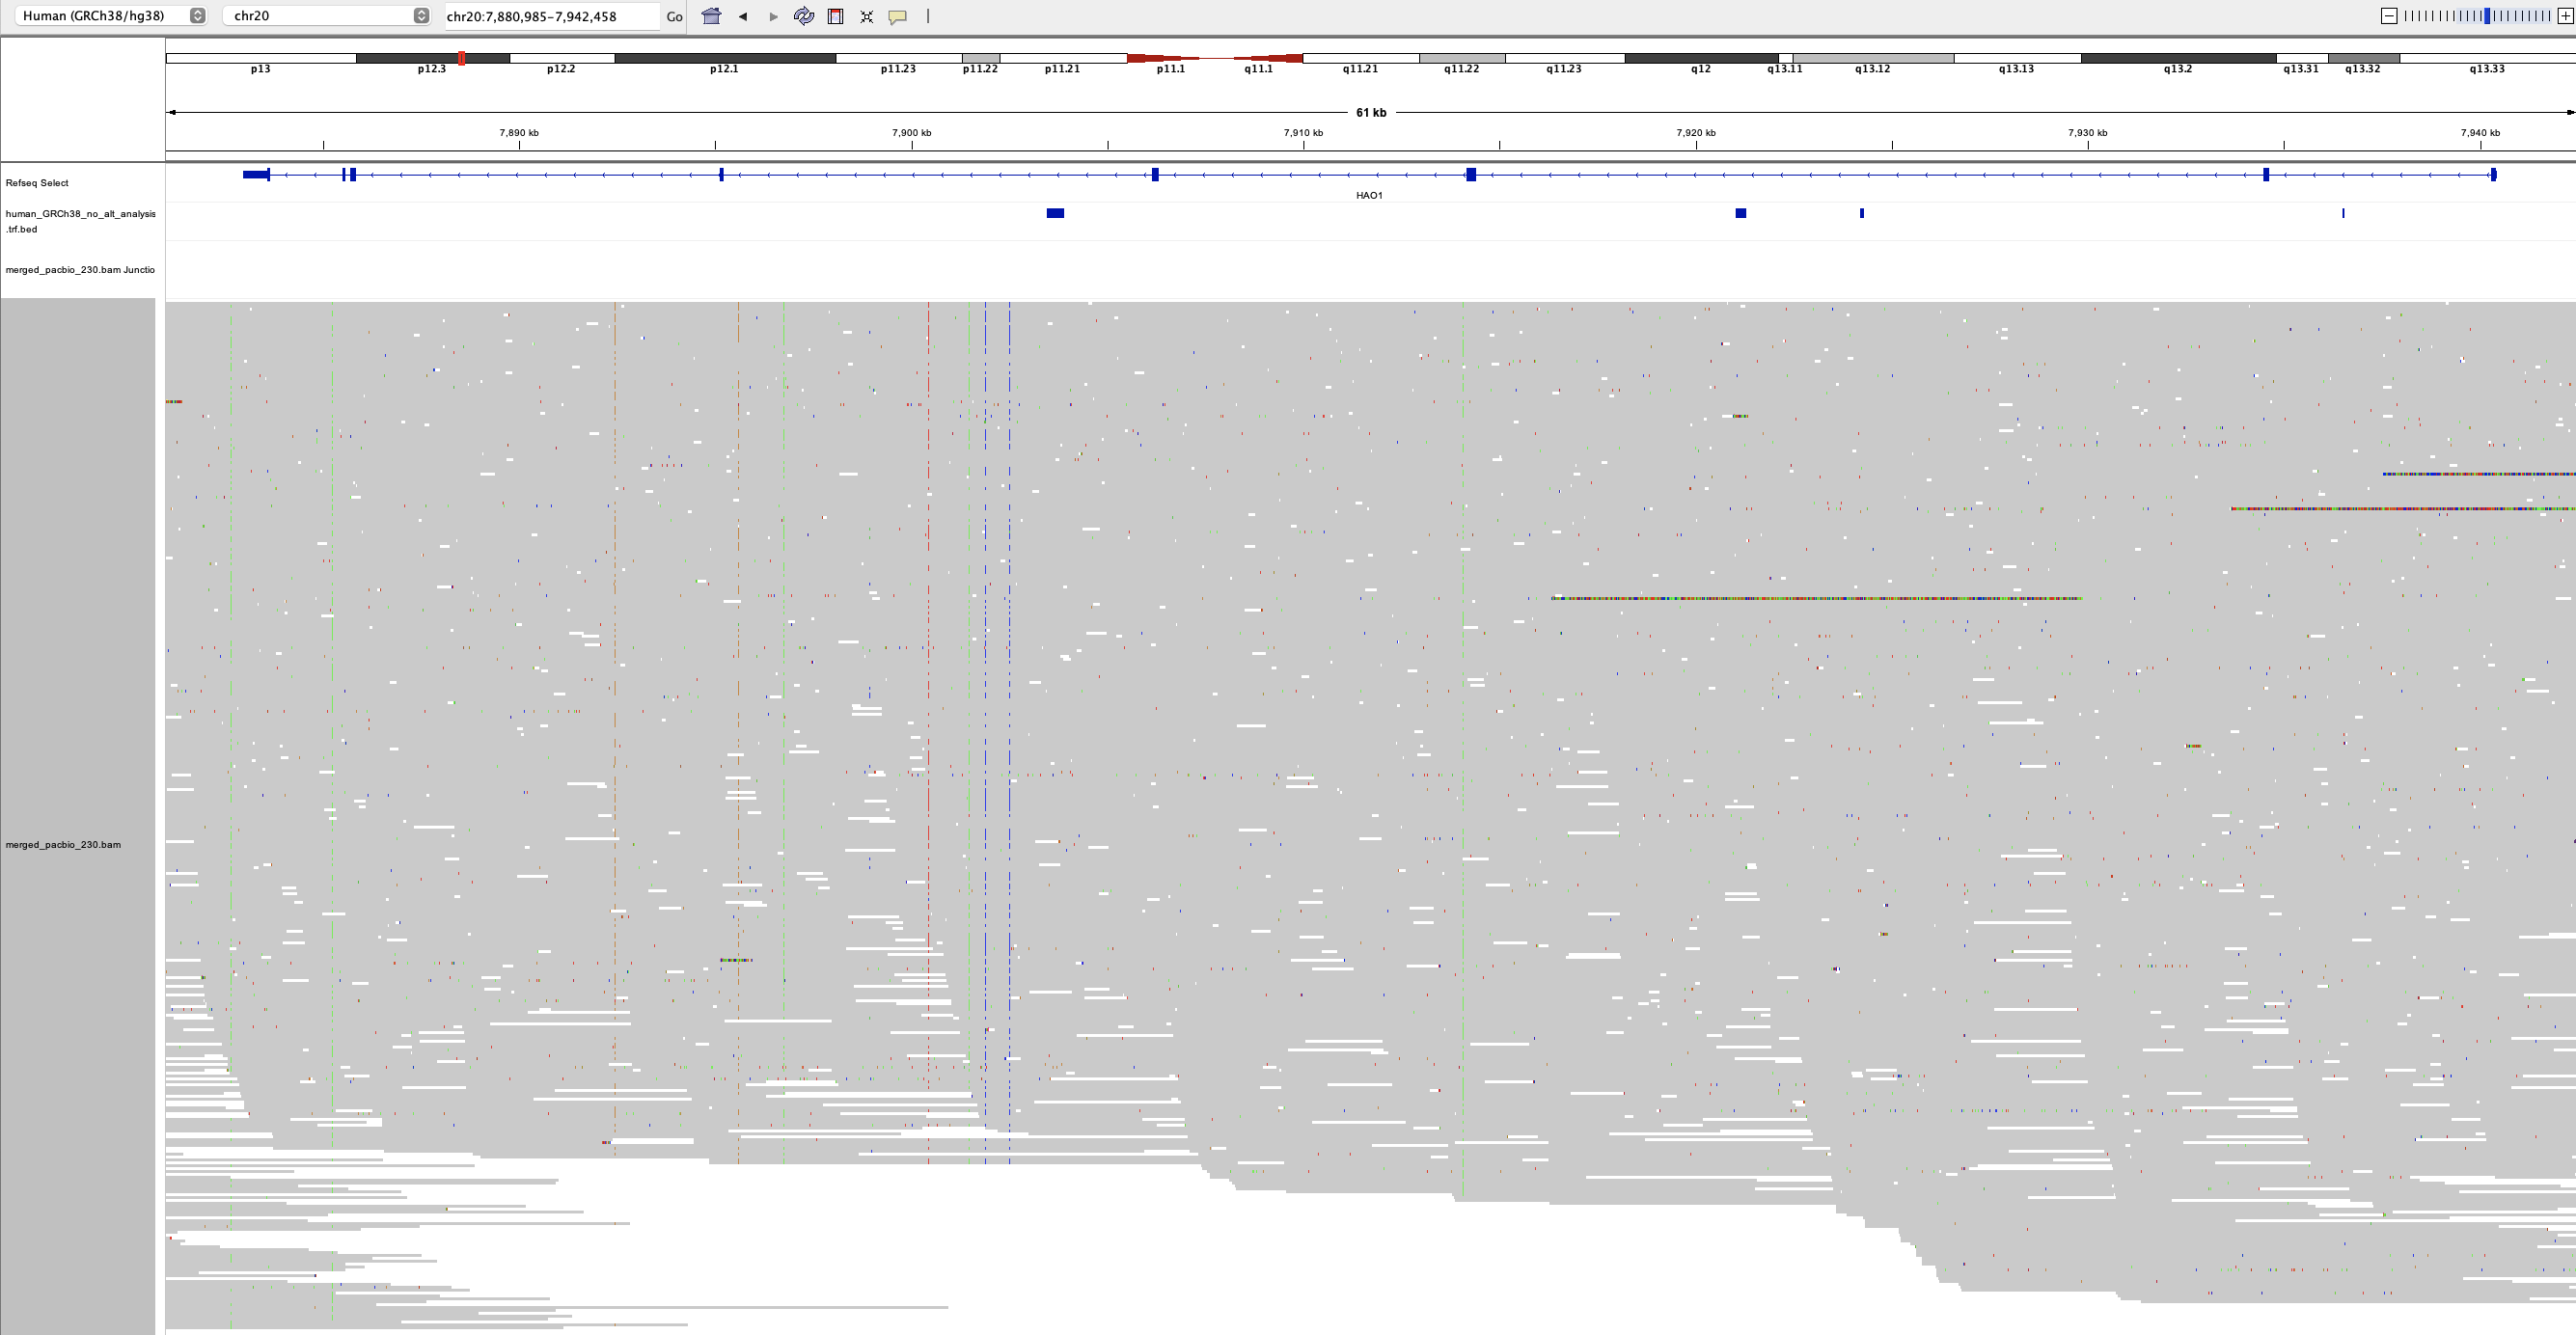 Human (GRCh38/hg38) chr20 chr20:7,880,985-7,942,458 Go
p13 p12.3 p12.2 p12.1 p11.23 p11.22 p11.21 p11.1 q11.1 q11.21 q11.22 q11.23 q12 q13.11 q13.12 q13.13 q13.2 q13.31 q13.32 q13.33
61 kb
7,890 kb 7,900 kb 7,910 kb 7,920 kb 7,930 kb 7,940 kb
Refseq Select
HAO1
human_GRCh38_no_alt_analysis
.trf.bed
merged_pacbio_230.bam Junctio
merged_pacbio_230.bam